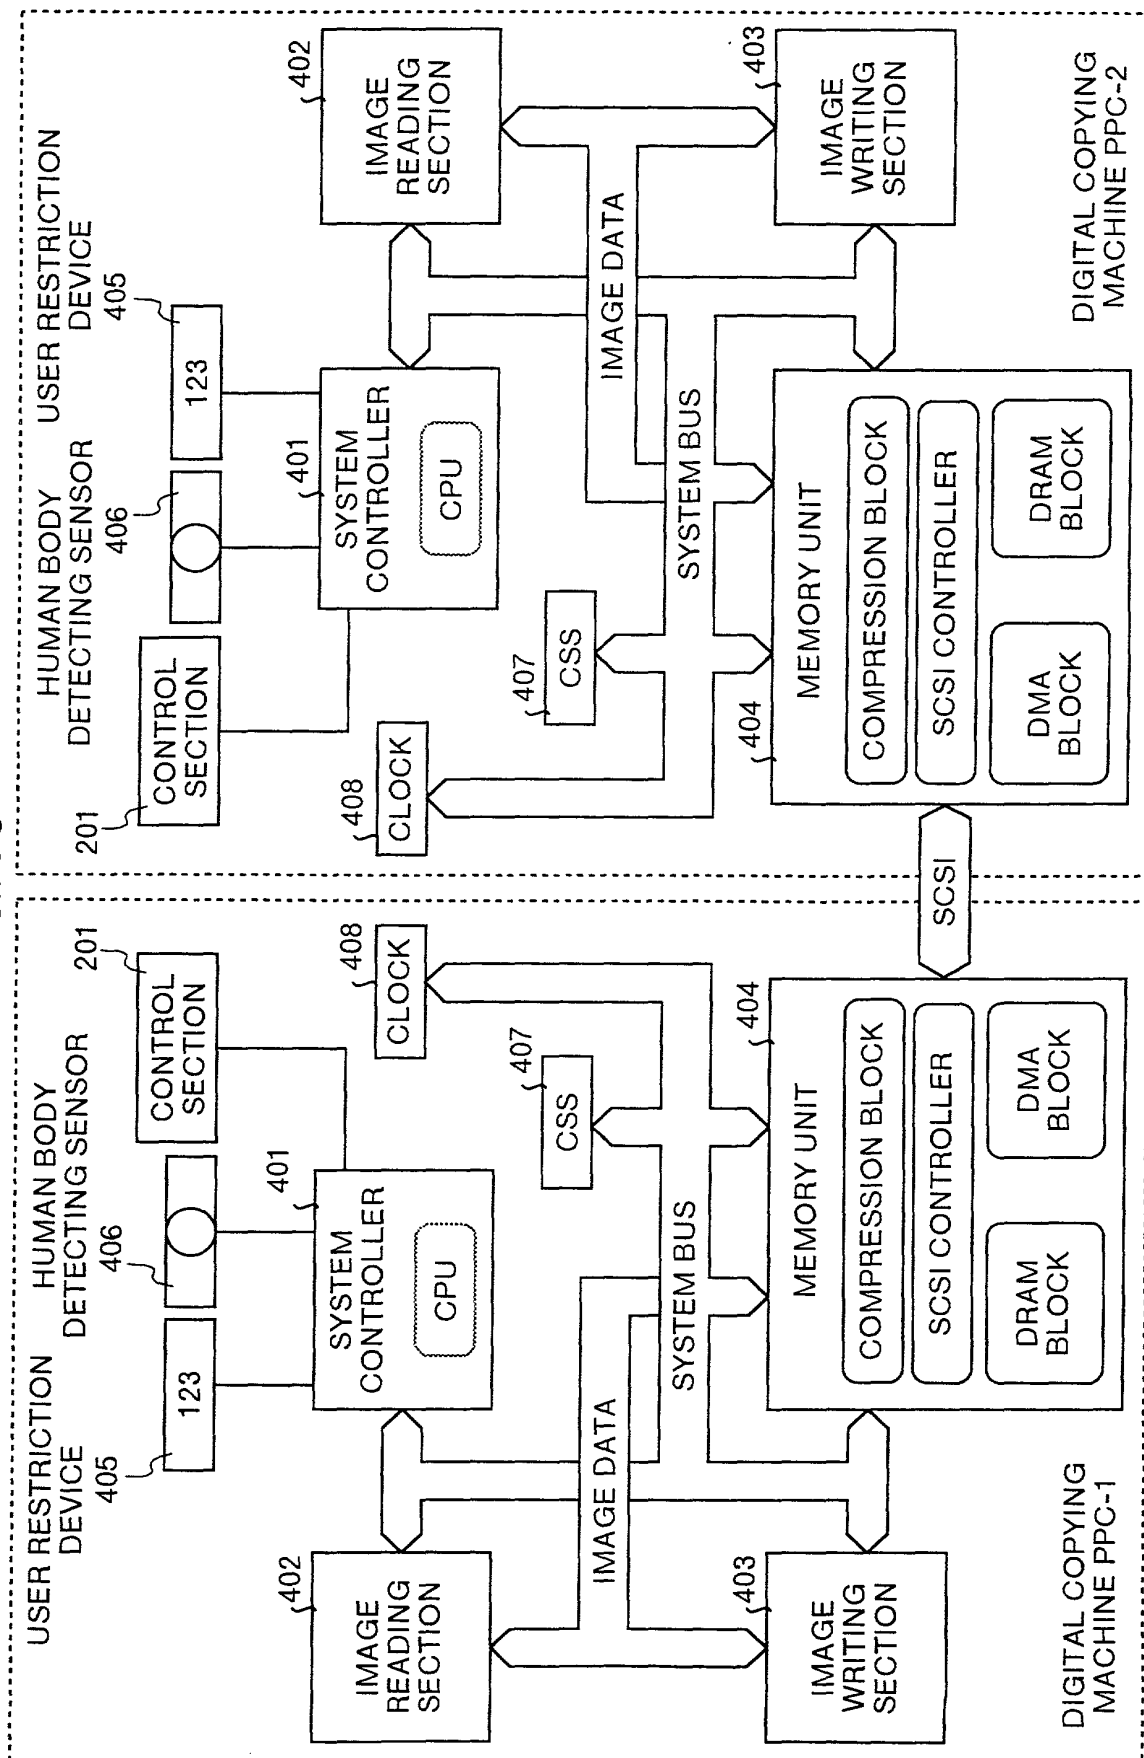 USER RESTRICTION
DEVICE
405
HUMAN BODY
DETECTING SENSOR
406
201
123
CONTROL
SECTION
402
IMAGE
READING
SECTION
401
SYSTEM
CONTROLLER
CPU
408
CLOCK
407
CSS
IMAGE DATA
SYSTEM BUS
403
IMAGE
WRITING
SECTION
404
MEMORY UNIT
COMPRESSION BLOCK
SCSI CONTROLLER
DRAM
BLOCK
DMA
BLOCK
DIGITAL COPYING
MACHINE PPC-1
SCSI
HUMAN BODY
DETECTING SENSOR
406
USER RESTRICTION
DEVICE
405
201
CONTROL
SECTION
123
401
SYSTEM
CONTROLLER
CPU
402
IMAGE
READING
SECTION
408
CLOCK
407
CSS
IMAGE DATA
SYSTEM BUS
404
MEMORY UNIT
COMPRESSION BLOCK
SCSI CONTROLLER
DMA
BLOCK
DRAM
BLOCK
403
IMAGE
WRITING
SECTION
DIGITAL COPYING
MACHINE PPC-2